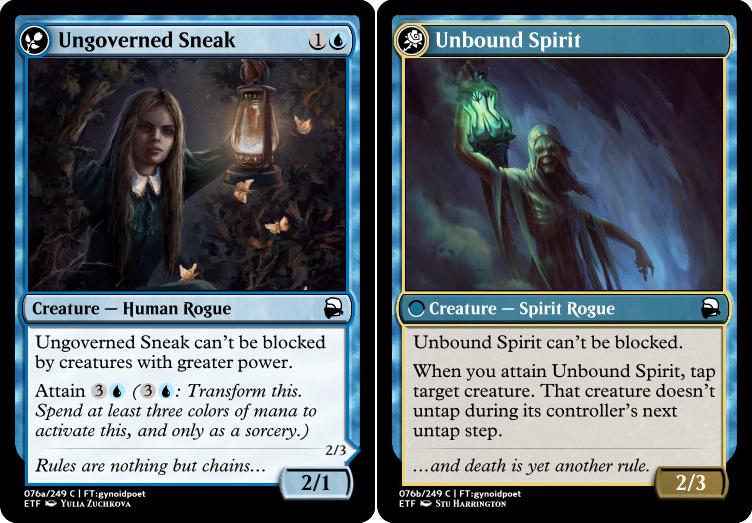 Ungoverned Sneak 1
Creature — Human Rogue
Ungoverned Sneak can't be blocked
by creatures with greater power.
Attain 3 (3 : Transform this.
Spend at least three colors of mana to
activate this, and only as a sorcery.)
2/3
Rules are nothing but chains...
2/1
076a/249 C | FT:gynoidpoet
ETF Yulia Zuchkova
Unbound Spirit
Creature — Spirit Rogue
Unbound Spirit can't be blocked.
When you attain Unbound Spirit, tap
target creature. That creature doesn't
untap during its controller's next
untap step.
...and death is yet another rule.
2/3
076b/249 C | FT:gynoidpoet
ETF Stu Harrington